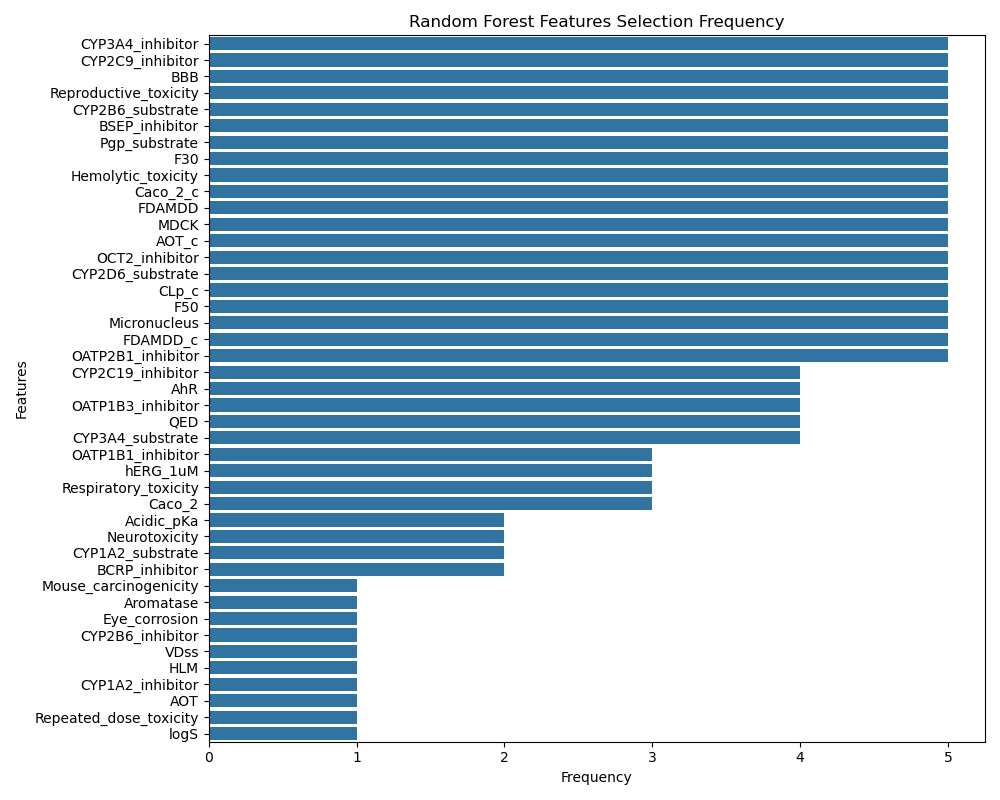 Random Forest Features Selection Frequency
CYP3A4_inhibitor
CYP2C9_inhibitor
BBB
Reproductive_toxicity
CYP2B6_substrate
BSEP_inhibitor
Pgp_substrate
F30
Hemolytic_toxicity
Caco_2_c
FDAMDD
MDCK
AOT_c
OCT2_inhibitor
CYP2D6_substrate
CLp_c
F50
Micronucleus
FDAMDD_c
OATP2B1_inhibitor
CYP2C19_inhibitor
AhR
OATP1B3_inhibitor
QED
CYP3A4_substrate
OATP1B1_inhibitor
hERG_1uM
Respiratory_toxicity
Caco_2
Acidic_pKa
Neurotoxicity
CYP1A2_substrate
BCRP_inhibitor
Mouse_carcinogenicity
Aromatase
Eye_corrosion
CYP2B6_inhibitor
VDss
HLM
CYP1A2_inhibitor
AOT
Repeated_dose_toxicity
logS
Features
0 1 2 3 4 5
Frequency